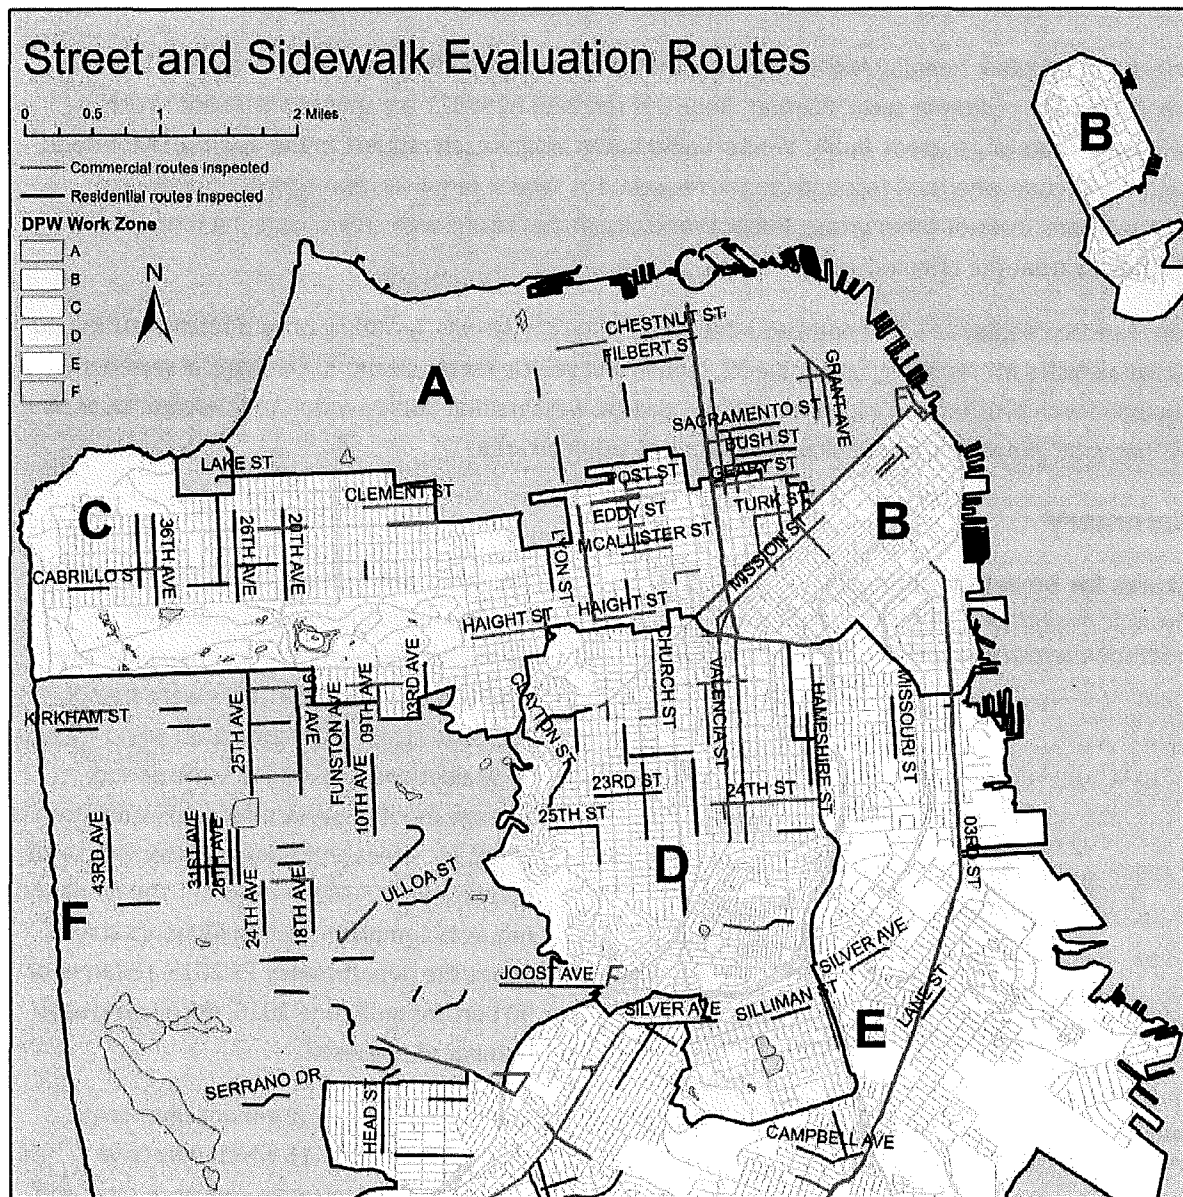 Street and Sidewalk Evaluation Routes
0 0.5 1 2 Miles
Commercial routes inspected
Residential routes inspected
DPW Work Zone
A
B
C
D
E
F
N
B
CHESTNUT ST
FILBERT ST
A
GRANT AVE
SACRAMENTO ST
BUSH ST
LAKE ST
POST ST
GEARY ST
CLEMENT ST
C
EDDY ST
TURK ST
B
36TH AVE
26TH AVE
20TH AVE
MCALLISTER ST
MISSION ST
LYON ST
CABRILLO ST
HAIGHT ST
HAIGHT ST
CHURCH ST
VALENCIA ST
03RD AVE
CLAYTON ST
HAMPSHIRE ST
MISSOURI ST
KIRKHAM ST
25TH AVE
19TH AVE
FUNSTON AVE
09TH AVE
10TH AVE
23RD ST
24TH ST
25TH ST
43RD AVE
31ST AVE
28TH AVE
03RD ST
D
ULLOA ST
F
24TH AVE
18TH AVE
SILVER AVE
JOOST AVE
F
SILVER AVE
SILLIMAN ST
LANE ST
E
SERRANO DR
HEAD ST
CAMPBELL AVE